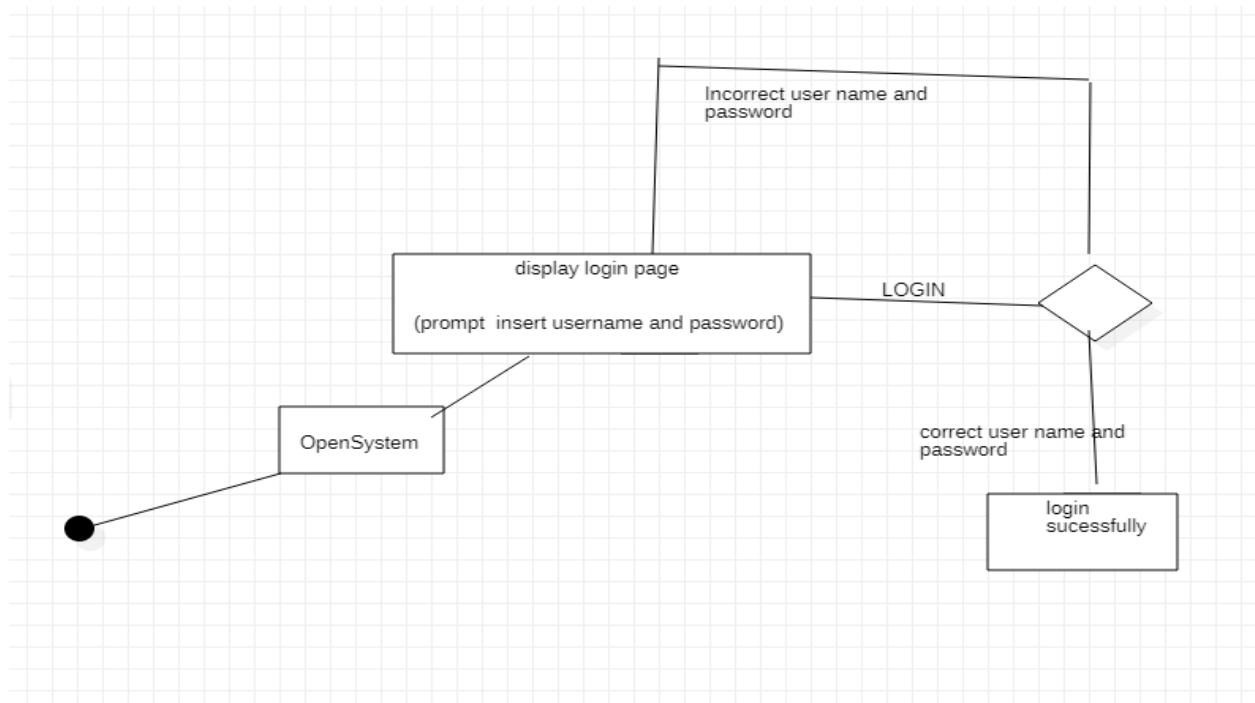 Incorrect user name and
password
display login page
(prompt  insert username and password)
LOGIN
OpenSystem
correct user name and
password
login
sucessfully